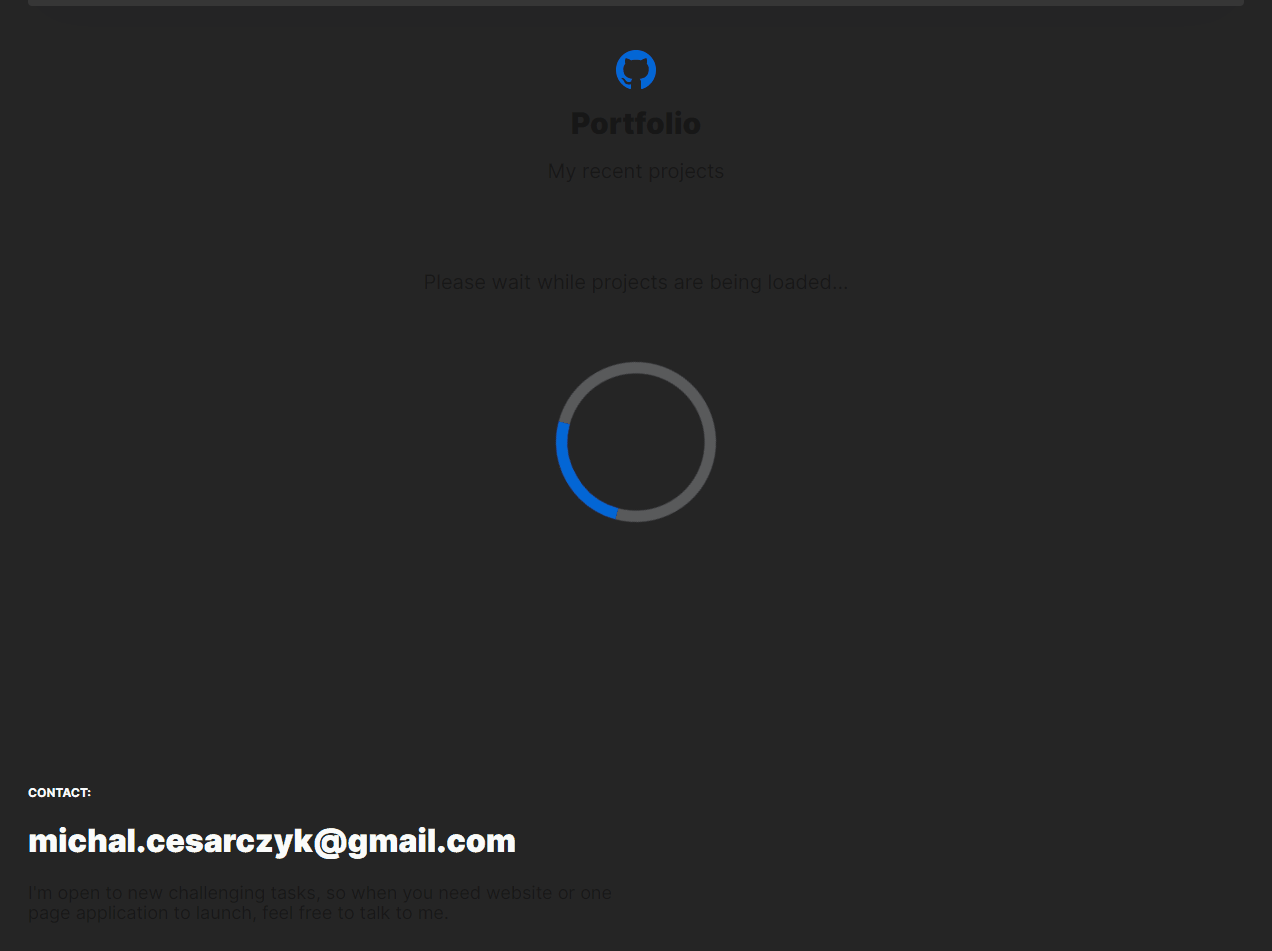 Portfolio
My recent projects
Please wait while projects are being loaded...
CONTACT:
michal.cesarczyk@gmail.com
I'm open to new challenging tasks, so when you need website or one
page application to launch, feel free to talk to me.